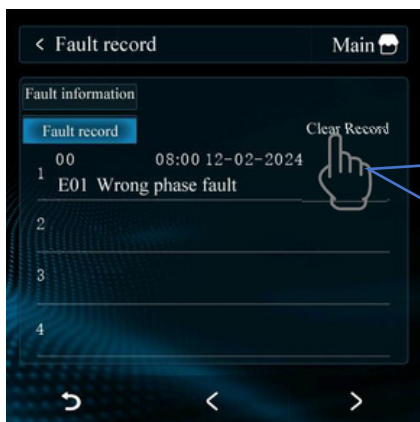 < Fault record Main
Fault information
Fault record Clear Record
00 08:00 12-02-2024
1 E01 Wrong phase fault
2
3
4